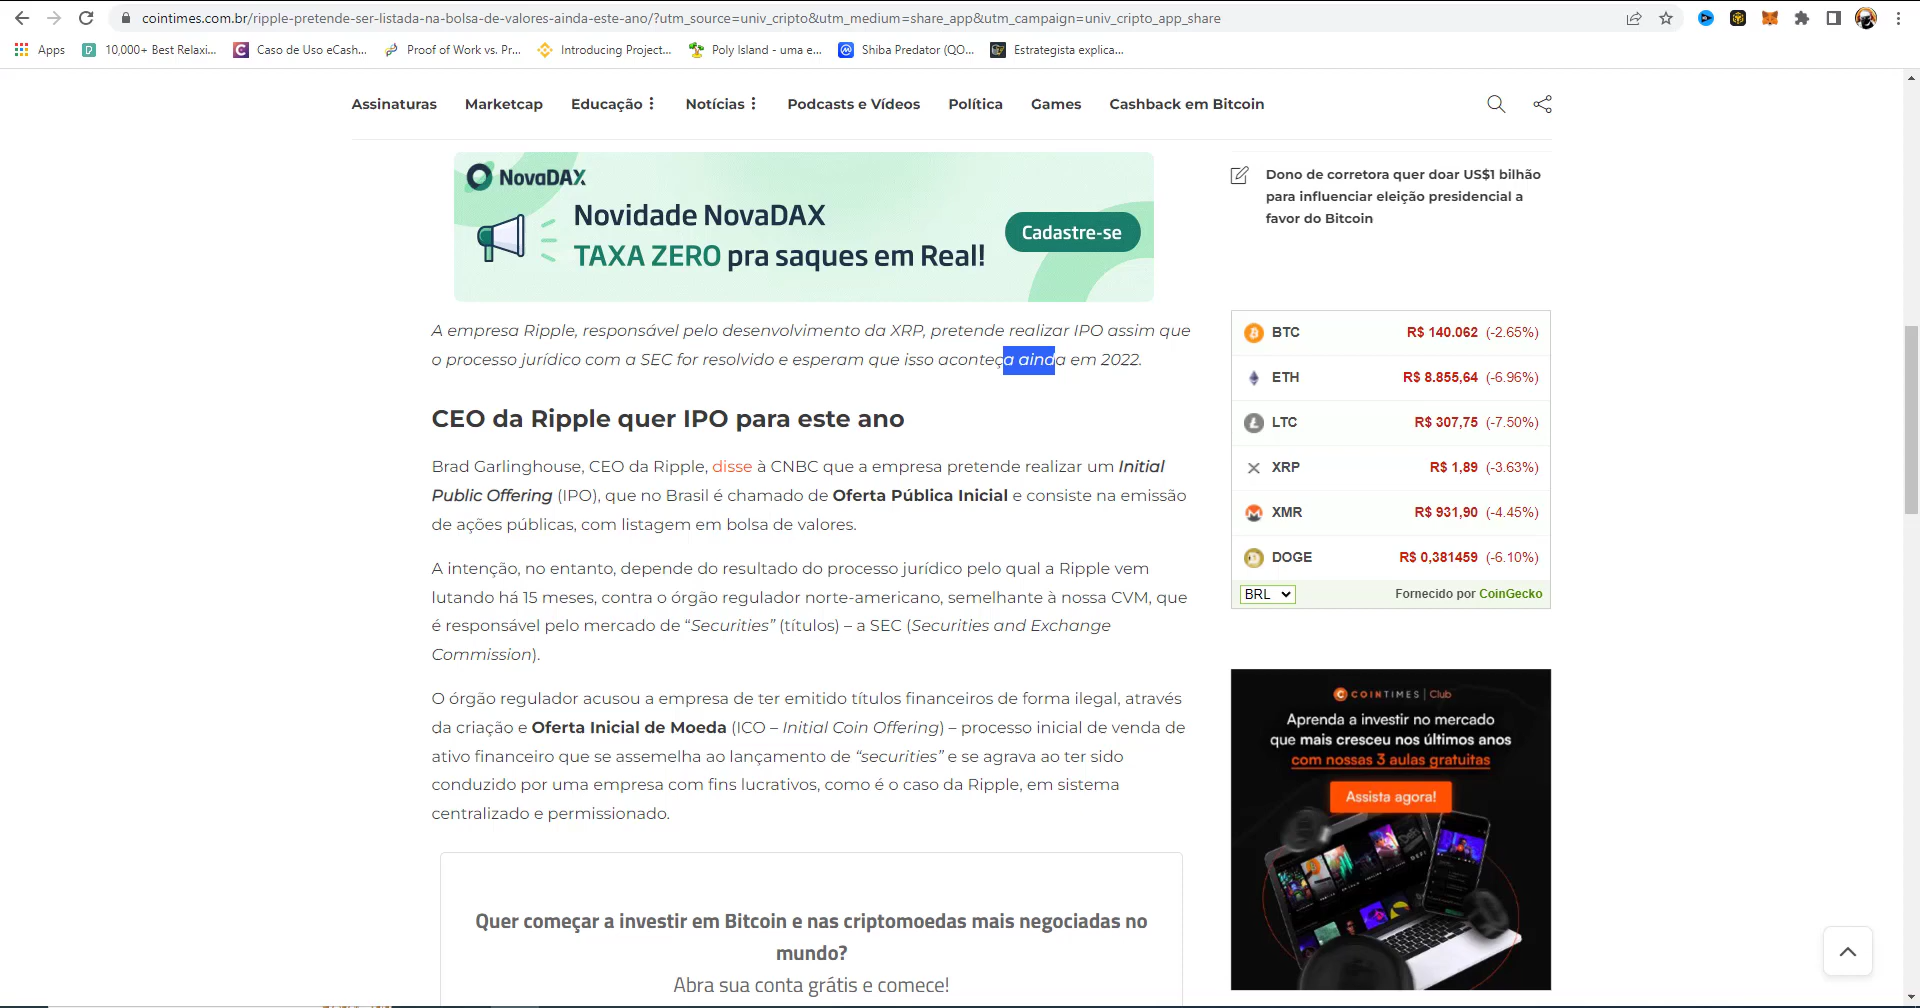 cointimes.com.br/ripple-pretende-ser-listada-na-bolsa-de-valores-ainda-este-ano/?utm_source=univ_cripto&utm_medium=share_app&utm_campaign=univ_cripto_app_share
Apps
10,000+ Best Relaxi...
Caso de Uso eCash...
Proof of Work vs. Pr...
Introducing Project...
Poly Island - uma e...
Shiba Predator (QO...
Estrategista explica...
Assinaturas
Marketcap
Educação
Notícias
Podcasts e Vídeos
Política
Games
Cashback em Bitcoin
NovaDAX
Novidade NovaDAX
TAXA ZERO pra saques em Real!
Cadastre-se
A empresa Ripple, responsável pelo desenvolvimento da XRP, pretende realizar IPO assim que
o processo jurídico com a SEC for resolvido e esperam que isso aconteça ainda em 2022.
CEO da Ripple quer IPO para este ano
Brad Garlinghouse, CEO da Ripple, disse à CNBC que a empresa pretende realizar um Initial
Public Offering (IPO), que no Brasil é chamado de Oferta Pública Inicial e consiste na emissão
de ações públicas, com listagem em bolsa de valores.
A intenção, no entanto, depende do resultado do processo jurídico pelo qual a Ripple vem
lutando há 15 meses, contra o órgão regulador norte-americano, semelhante à nossa CVM, que
é responsável pelo mercado de “Securities” (títulos) – a SEC (Securities and Exchange
Commission).
O órgão regulador acusou a empresa de ter emitido títulos financeiros de forma ilegal, através
da criação e Oferta Inicial de Moeda (ICO – Initial Coin Offering) – processo inicial de venda de
ativo financeiro que se assemelha ao lançamento de “securities” e se agrava ao ter sido
conduzido por uma empresa com fins lucrativos, como é o caso da Ripple, em sistema
centralizado e permissionado.
Quer começar a investir em Bitcoin e nas criptomoedas mais negociadas no
mundo?
Abra sua conta grátis e comece!
Dono de corretora quer doar US$1 bilhão
para influenciar eleição presidencial a
favor do Bitcoin
BTC R$ 140.062 (-2.65%)
ETH R$ 8.855,64 (-6.96%)
LTC R$ 307,75 (-7.50%)
XRP R$ 1,89 (-3.63%)
XMR R$ 931,90 (-4.45%)
DOGE R$ 0,381459 (-6.10%)
BRL Fornecido por CoinGecko
COINTIMES | Club
Aprenda a investir no mercado
que mais cresceu nos últimos anos
com nossas 3 aulas gratuitas
Assista agora!